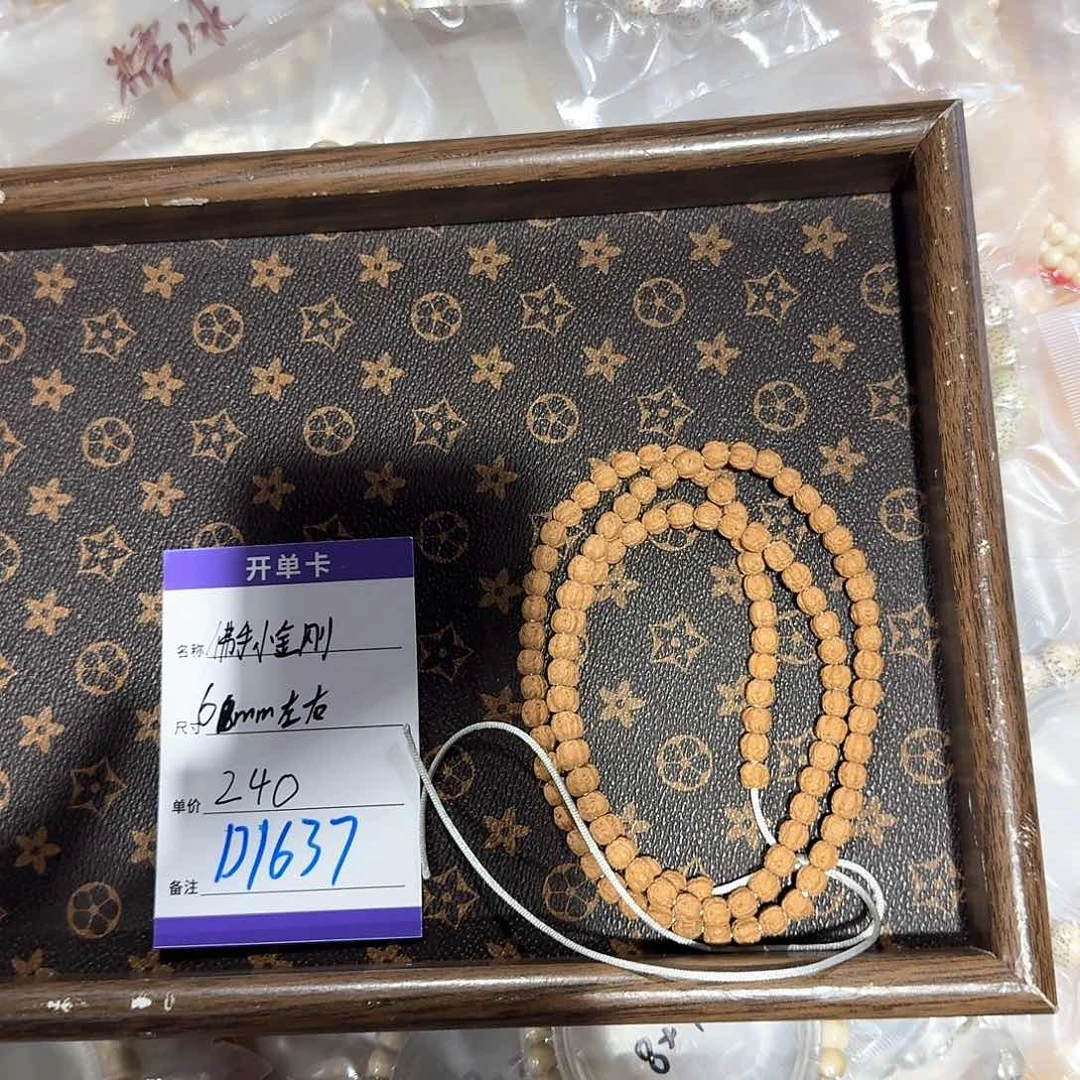 开单卡
名称 佛手小金刚
尺寸 6mm左右
单价 240
备注 D1637